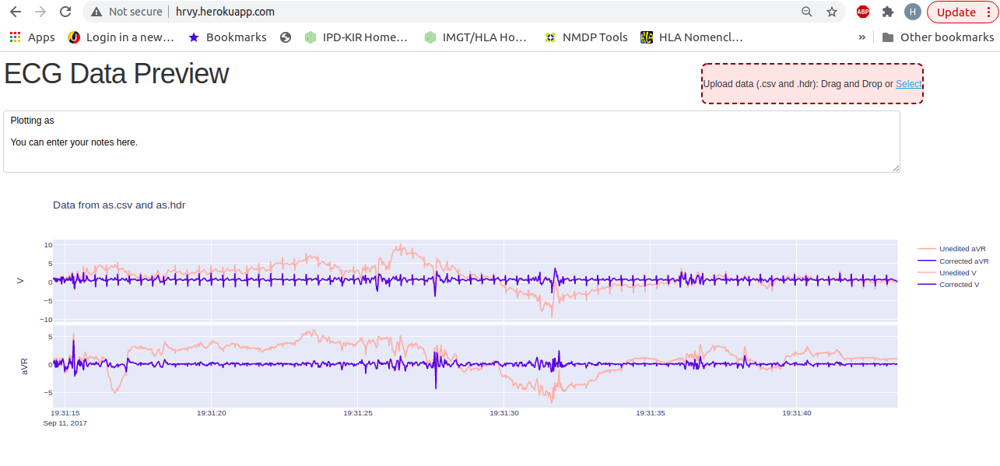 Not secure hrvy.herokuapp.com ABP H Update
Apps Login in a new… Bookmarks IPD-KIR Home… IMGT/HLA Ho… NMDP Tools HLA HLA Nomencl… » Other bookmarks
ECG Data Preview
Upload data (.csv and .hdr): Drag and Drop or Select
Plotting as
You can enter your notes here.
Data from as.csv and as.hdr
10
5
0
−5
−10
V
5
0
−5
aVR
19:31:15 19:31:20 19:31:25 19:31:30 19:31:35 19:31:40
Sep 11, 2017
Unedited aVR
Corrected aVR
Unedited V
Corrected V